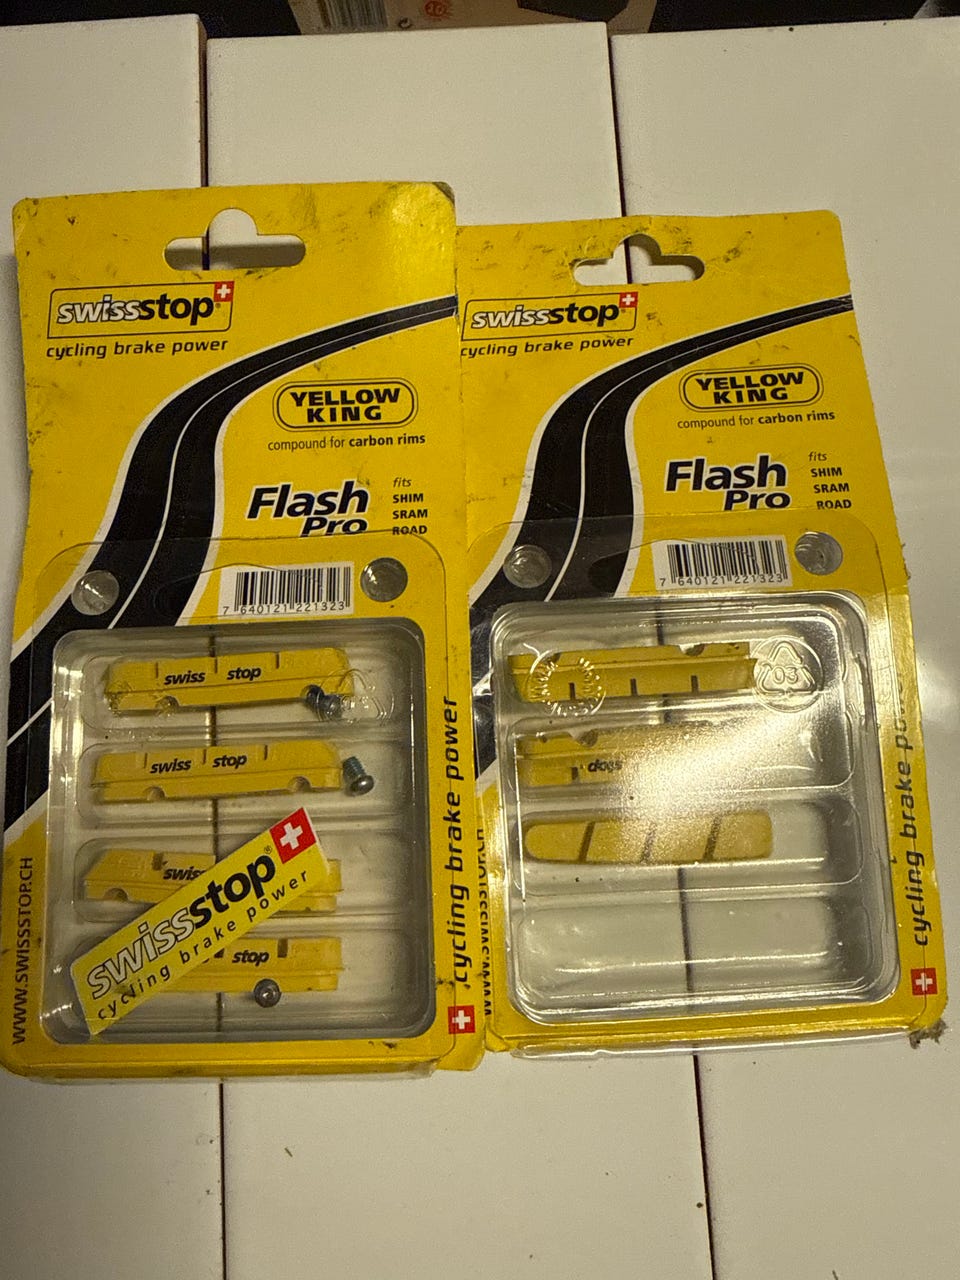 swissstop
cycling brake power
YELLOW
KING
compound for carbon rims
Flash
Pro
fits
SHIM
SRAM
ROAD
7 640121 221323
swiss stop
swiss stop
swiss
stop
swissstop
cycling brake power
WWW.SWISSSTOP.CH
cycling brake power
swissstop
cycling brake power
YELLOW
KING
compound for carbon rims
Flash
Pro
fits
SHIM
SRAM
ROAD
7 640121 221323
03
cycling brake power